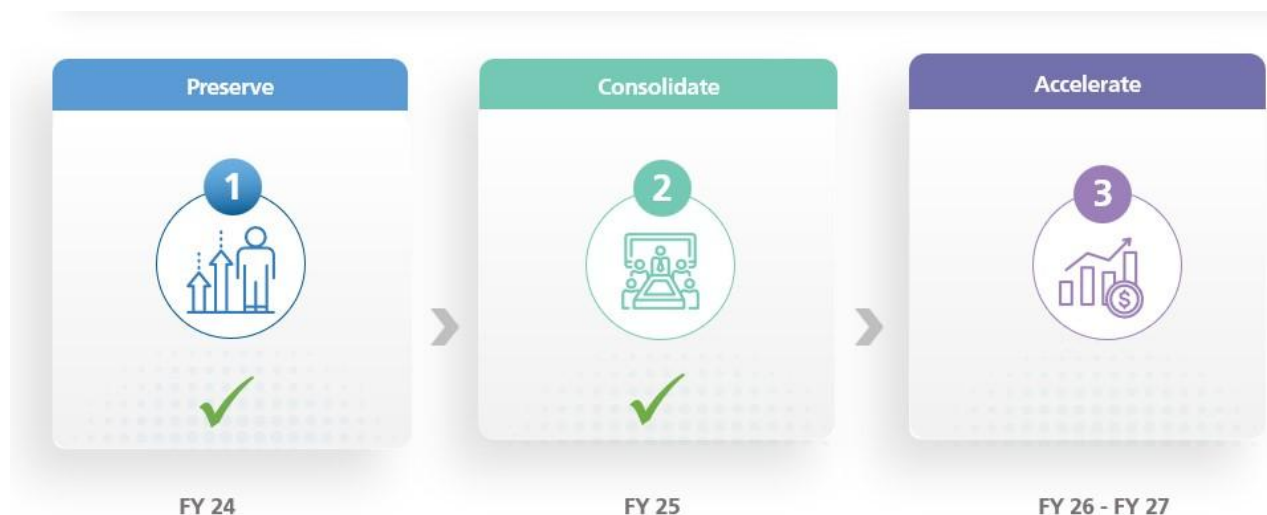 Preserve
Consolidate
Accelerate
1
2
3
$
FY 24
FY 25
FY 26 - FY 27